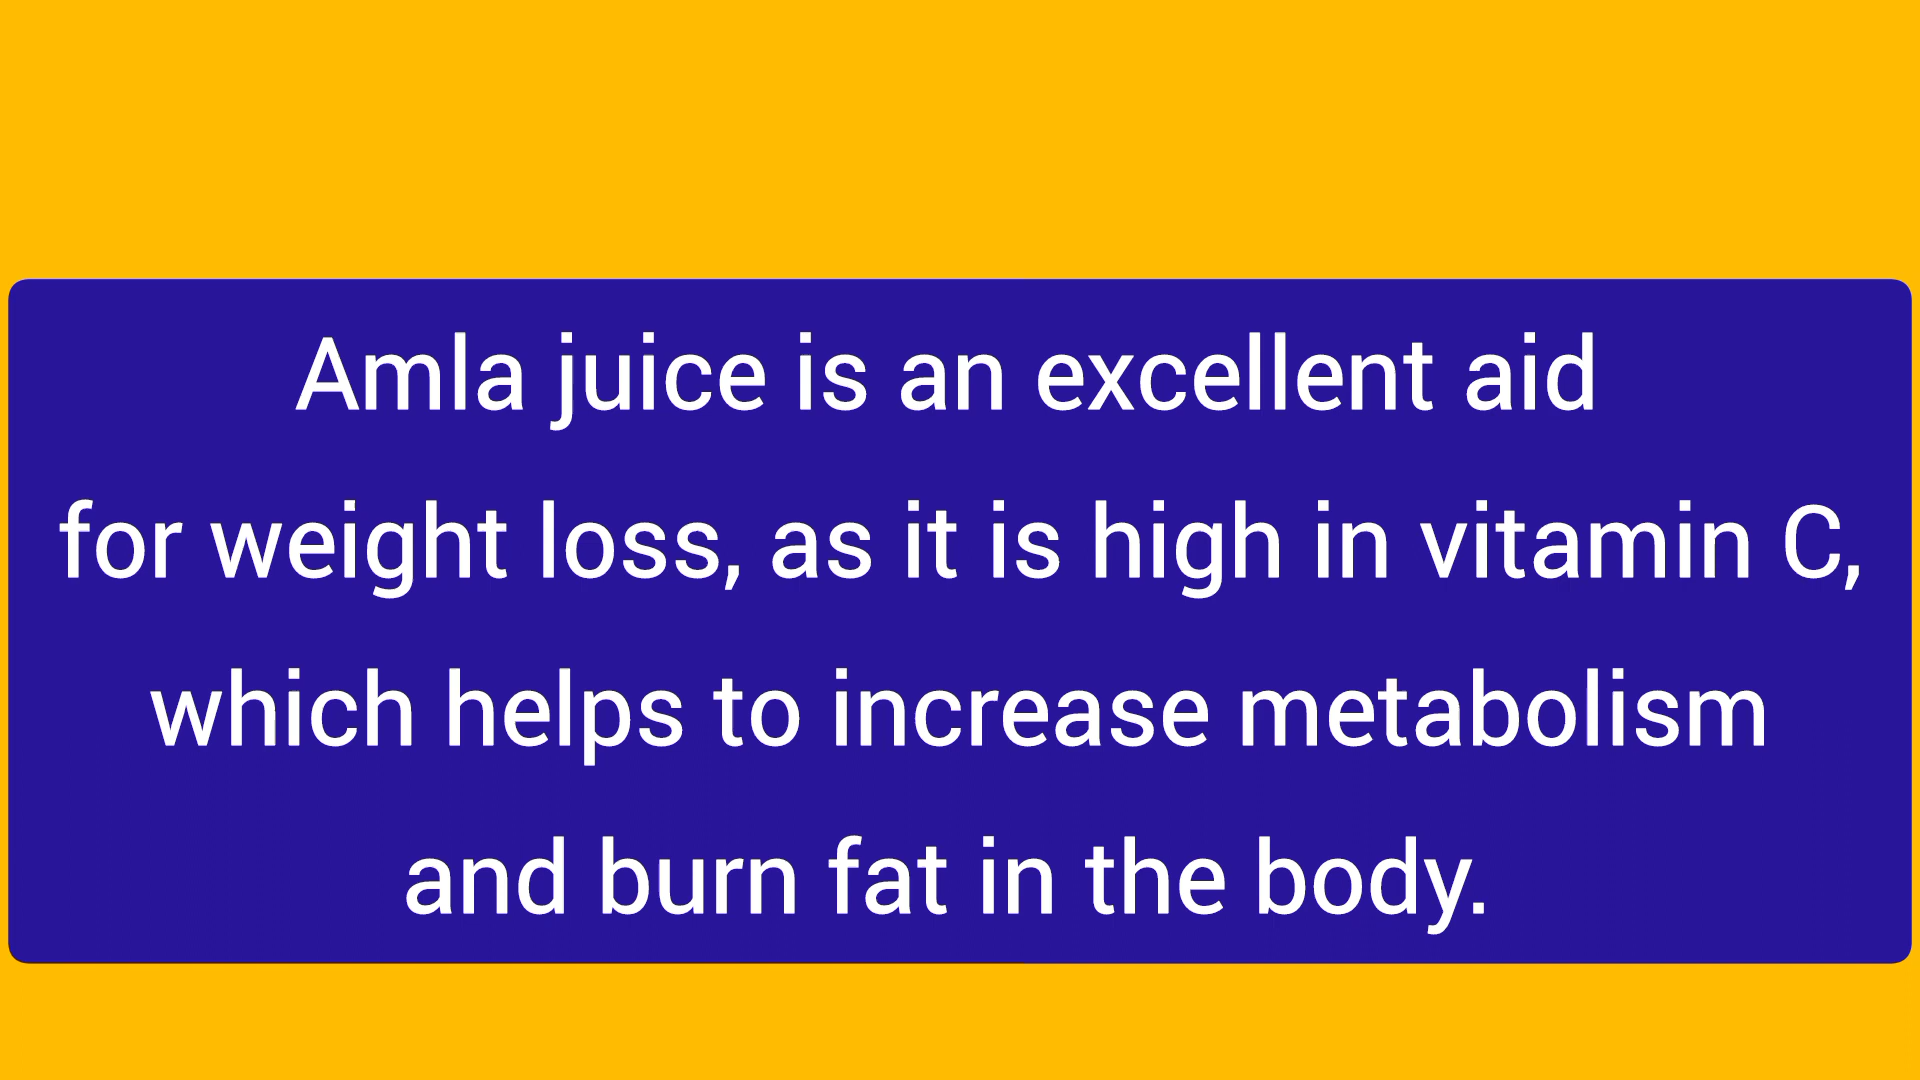 Amla juice is an excellent aid
for weight loss, as it is high in vitamin C,
which helps to increase metabolism
and burn fat in the body.